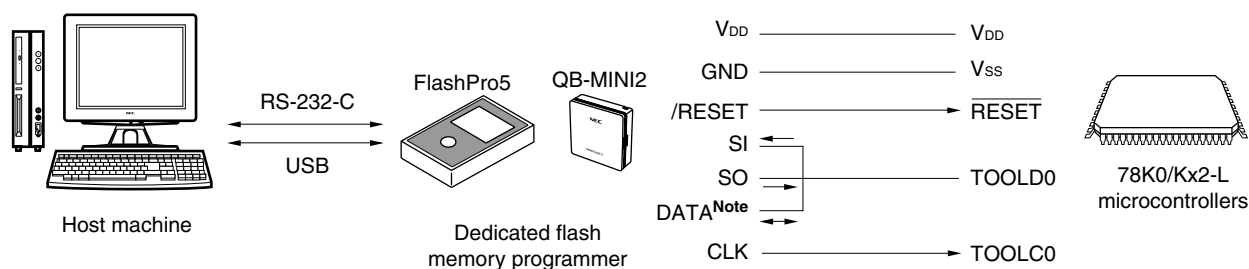 Host machine
RS-232-C
USB
FlashPro5
QB-MINI2
NEC
Dedicated flash
memory programmer
VDD VDD
GND VSS
/RESET RESET
SI
SO TOOLD0
DATANote
CLK TOOLC0
78K0/Kx2-L
microcontrollers